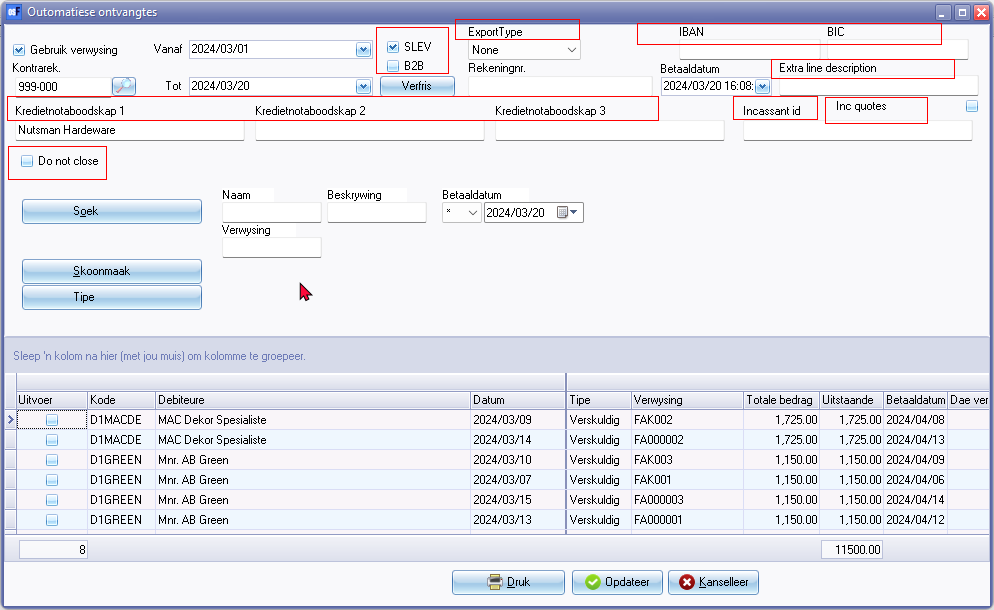 Outomatiese ontvangtes
Gebruik verwysing
Vanaf
2024/03/01
SLEV
B2B
ExportType
None
IBAN
BIC
Kontrarek.
999-000
Tot
2024/03/20
Verfris
Rekeningnr.
Betaaldatum
2024/03/20 16:08:
Extra line description
Kredietnotaboodskap 1
Kredietnotaboodskap 2
Kredietnotaboodskap 3
Incassant id
Inc quotes
Nutsman Hardeware
Do not close
Soek
Naam
Beskrywing
Betaaldatum
* 2024/03/20
Verwysing
Skoonmaak
Tipe
Sleep 'n kolom na hier (met jou muis) om kolomme te groepeer.
Uitvoer Kode Debiteure Datum Tipe Verwysing Totale bedrag Uitstaande Betaaldatum Dae ver
D1MACDE MAC Dekor Spesialiste 2024/03/09 Verskuldig FAK002 1,725.00 1,725.00 2024/04/08
D1MACDE MAC Dekor Spesialiste 2024/03/14 Verskuldig FA000002 1,725.00 1,725.00 2024/04/13
D1GREEN Mnr. AB Green 2024/03/10 Verskuldig FAK003 1,150.00 1,150.00 2024/04/09
D1GREEN Mnr. AB Green 2024/03/07 Verskuldig FAK001 1,150.00 1,150.00 2024/04/06
D1GREEN Mnr. AB Green 2024/03/15 Verskuldig FA000003 1,150.00 1,150.00 2024/04/14
D1GREEN Mnr. AB Green 2024/03/13 Verskuldig FA000001 1,150.00 1,150.00 2024/04/12
8 11500.00
Druk Opdateer Kanselleer